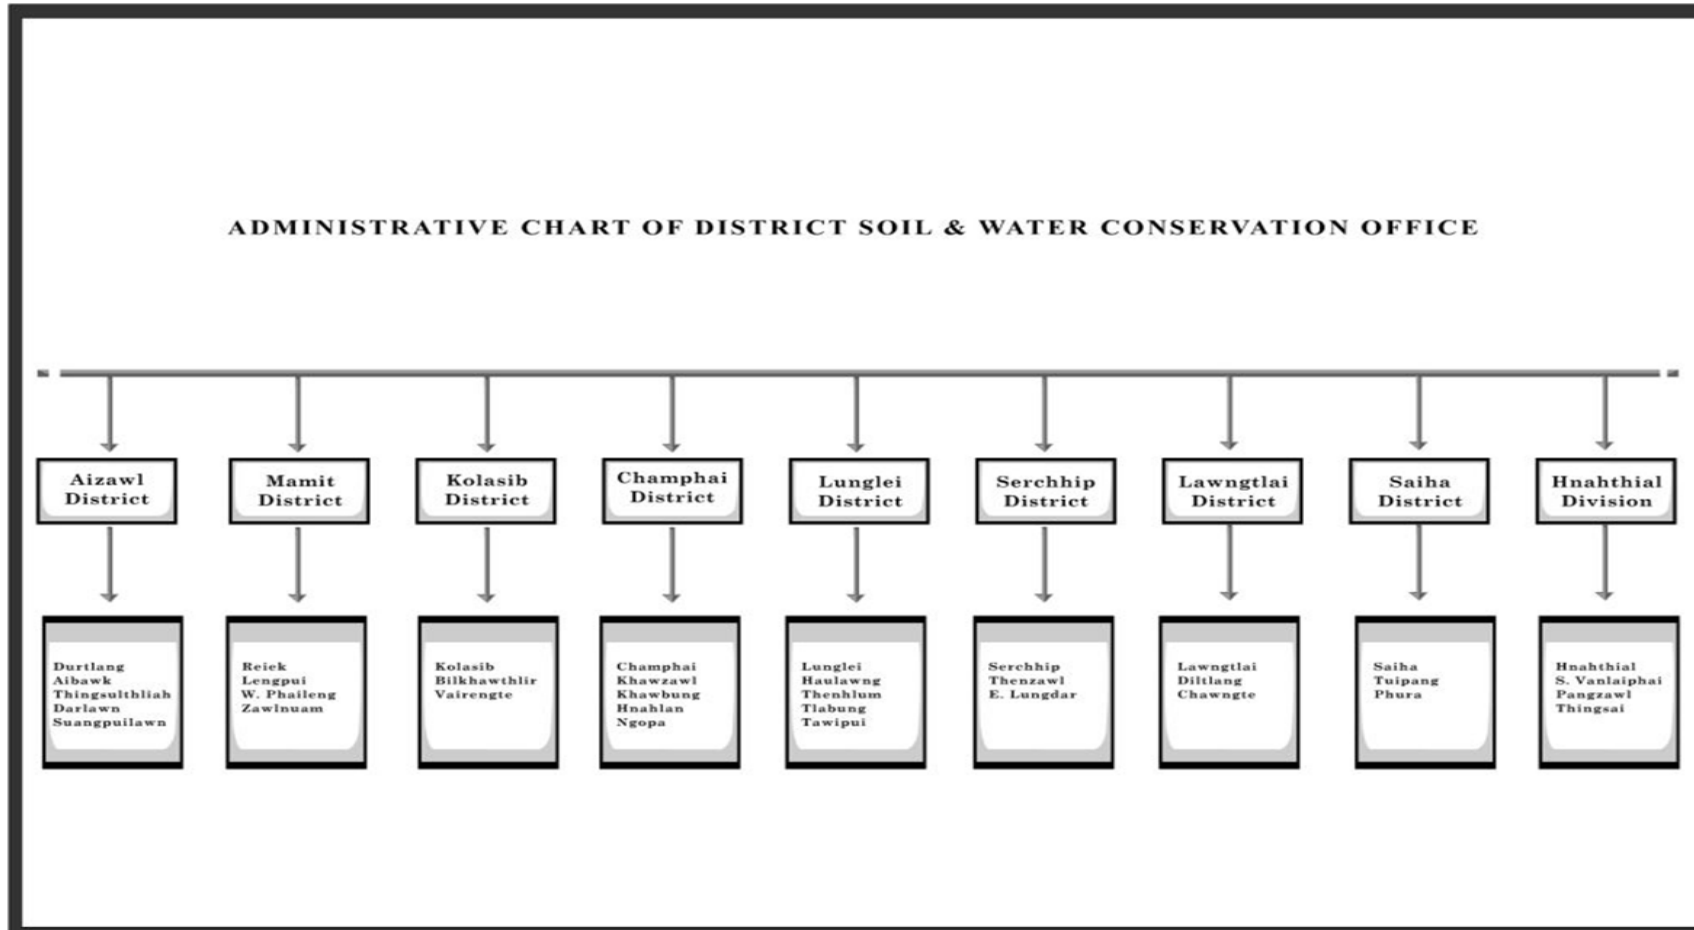 ADMINISTRATIVE CHART OF DISTRICT SOIL & WATER CONSERVATION OFFICE
Aizawl
District
Mamit
District
Kolasib
District
Champhai
District
Lunglei
District
Serchhip
District
Lawngtlai
District
Saiha
District
Hnahthial
Division
Durtlang
Aibawk
Thingsulthliah
Darlawn
Suangpuilawn
Reiek
Lengpui
W. Phaileng
Zawlnuam
Kolasib
Bilkhawthlir
Vairengte
Champhai
Khawzawl
Khawbung
Hnahlan
Ngopa
Lunglei
Haulawng
Thenhlum
Tlabung
Tawipui
Serchhip
Thenzawl
E. Lungdar
Lawngtlai
Diltlang
Chawngte
Saiha
Tuipang
Phura
Hnahthial
S. Vanlaiphai
Pangzawl
Thingsai